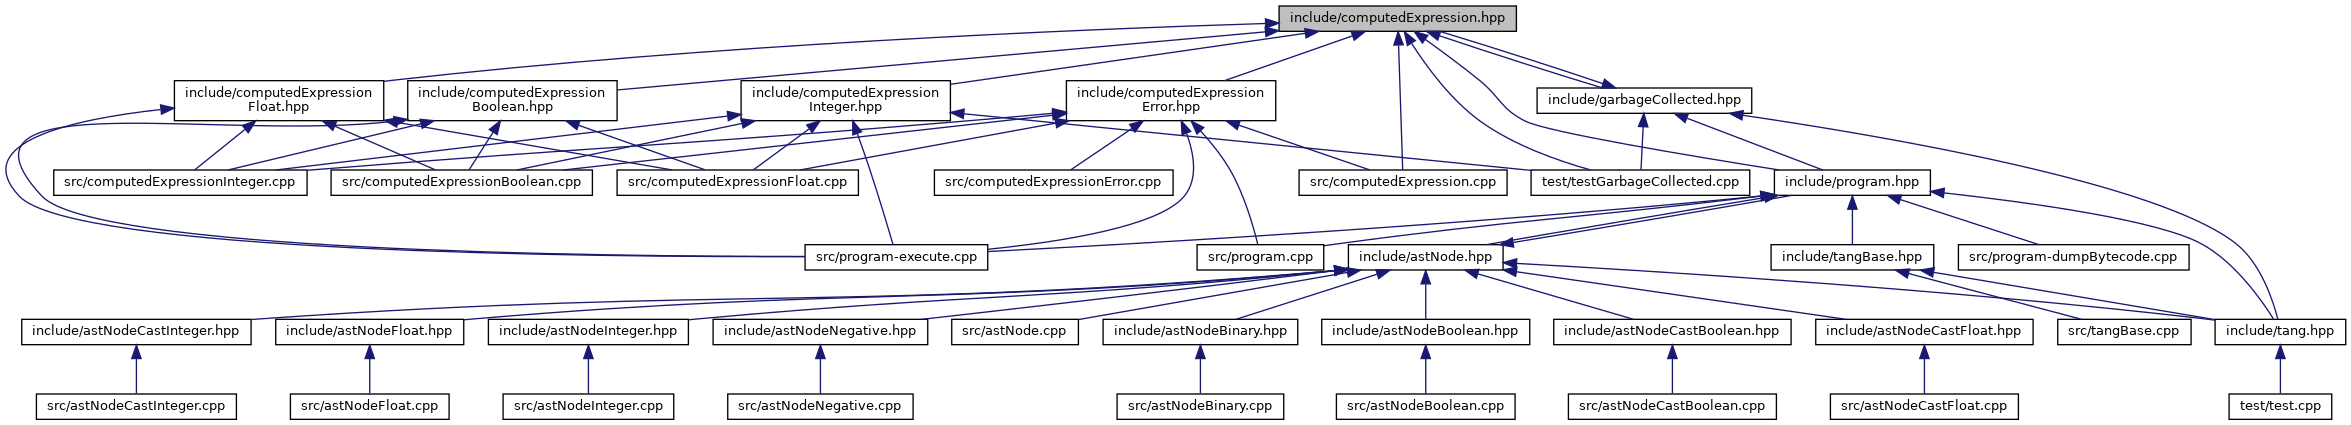 include/computedExpression.hpp
include/computedExpression
Float.hpp
include/computedExpression
Boolean.hpp
include/computedExpression
Integer.hpp
include/computedExpression
Error.hpp
include/garbageCollected.hpp
src/computedExpressionInteger.cpp
src/computedExpressionBoolean.cpp
src/computedExpressionFloat.cpp
src/computedExpressionError.cpp
src/computedExpression.cpp
test/testGarbageCollected.cpp
include/program.hpp
src/program-execute.cpp
src/program.cpp
include/astNode.hpp
include/tangBase.hpp
src/program-dumpBytecode.cpp
include/astNodeCastInteger.hpp
include/astNodeFloat.hpp
include/astNodeInteger.hpp
include/astNodeNegative.hpp
src/astNode.cpp
include/astNodeBinary.hpp
include/astNodeBoolean.hpp
include/astNodeCastBoolean.hpp
include/astNodeCastFloat.hpp
src/tangBase.cpp
include/tang.hpp
src/astNodeCastInteger.cpp
src/astNodeFloat.cpp
src/astNodeInteger.cpp
src/astNodeNegative.cpp
src/astNodeBinary.cpp
src/astNodeBoolean.cpp
src/astNodeCastBoolean.cpp
src/astNodeCastFloat.cpp
test/test.cpp